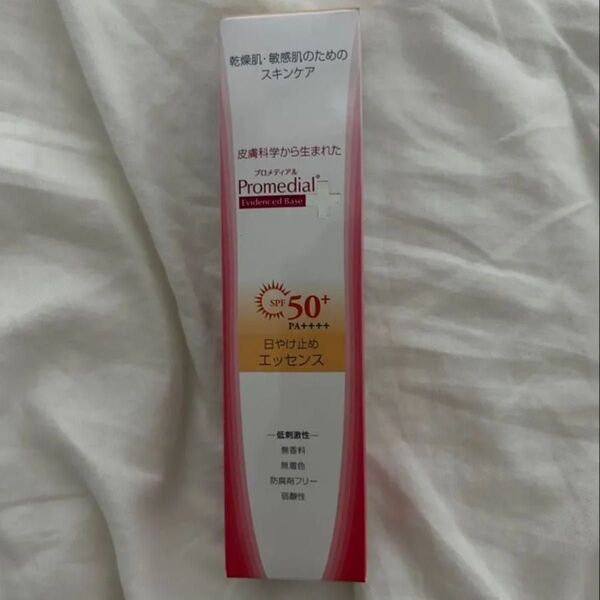 乾燥肌・敏感肌のための
スキンケア
皮膚科学から生まれた
プロメディアル
Promedial®
Evidenced Base
SPF 50+
PA++++
日やけ止め
エッセンス
―低刺激性―
無香料
無着色
防腐剤フリー
弱酸性